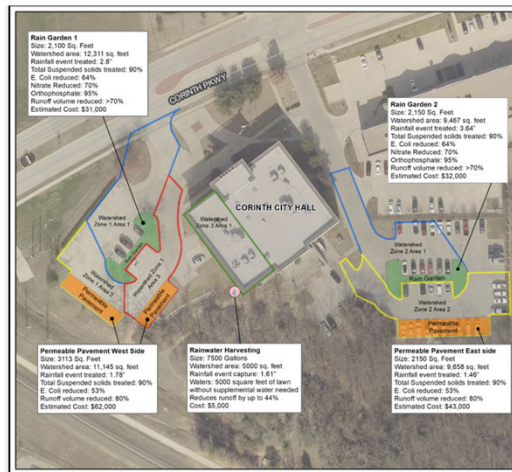 Rain Garden 1
Size: 2,100 Sq. Feet
Watershed area: 12,311 sq. feet
Rainfall event treated: 2.8"
Total Suspended solids treated: 90%
E. Coli reduced: 64%
Nitrate Reduced: 70%
Orthophosphate: 95%
Runoff volume reduced: >70%
Estimated Cost: $31,000
CORINTH PKWY
Rain Garden 2
Size: 2,150 Sq. Feet
Watershed area: 9,467 sq. feet
Rainfall event treated: 3.64"
Total Suspended solids treated: 90%
E. Coli reduced: 64%
Nitrate Reduced: 70%
Orthophosphate: 95%
Runoff volume reduced: >70%
Estimated Cost: $32,000
CORINTH CITY HALL
Watershed
Zone 1 Area 1
Watershed
Zone 3 Area 1
Watershed
Zone 2 Area 1
Watershed
Zone 1 Area 2
Watershed Zone 1
Area 3
Rain Garden
Watershed
Zone 2 Area 2
Permeable
Pavement
Permeable
Pavement
Permeable
Pavement
Permeable Pavement West Side
Size: 3113 Sq. Feet
Watershed area: 11,145 sq. feet
Rainfall event treated: 1.78"
Total Suspended solids treated: 90%
E. Coli reduced: 53%
Runoff volume reduced: 80%
Estimated Cost: $62,000
Rainwater Harvesting
Size: 7500 Gallons
Watershed area: 5000 sq. feet
Rainfall event capture: 1.61"
Waters: 5000 square feet of lawn
without supplemental water needed
Reduces runoff by up to 44%
Cost: $5,000
Permeable Pavement East side
Size: 2150 Sq. Feet
Watershed area: 9,658 sq. feet
Rainfall event treated: 1.46"
Total Suspended solids treated: 90%
E. Coli reduced: 53%
Runoff volume reduced: 80%
Estimated Cost: $43,000